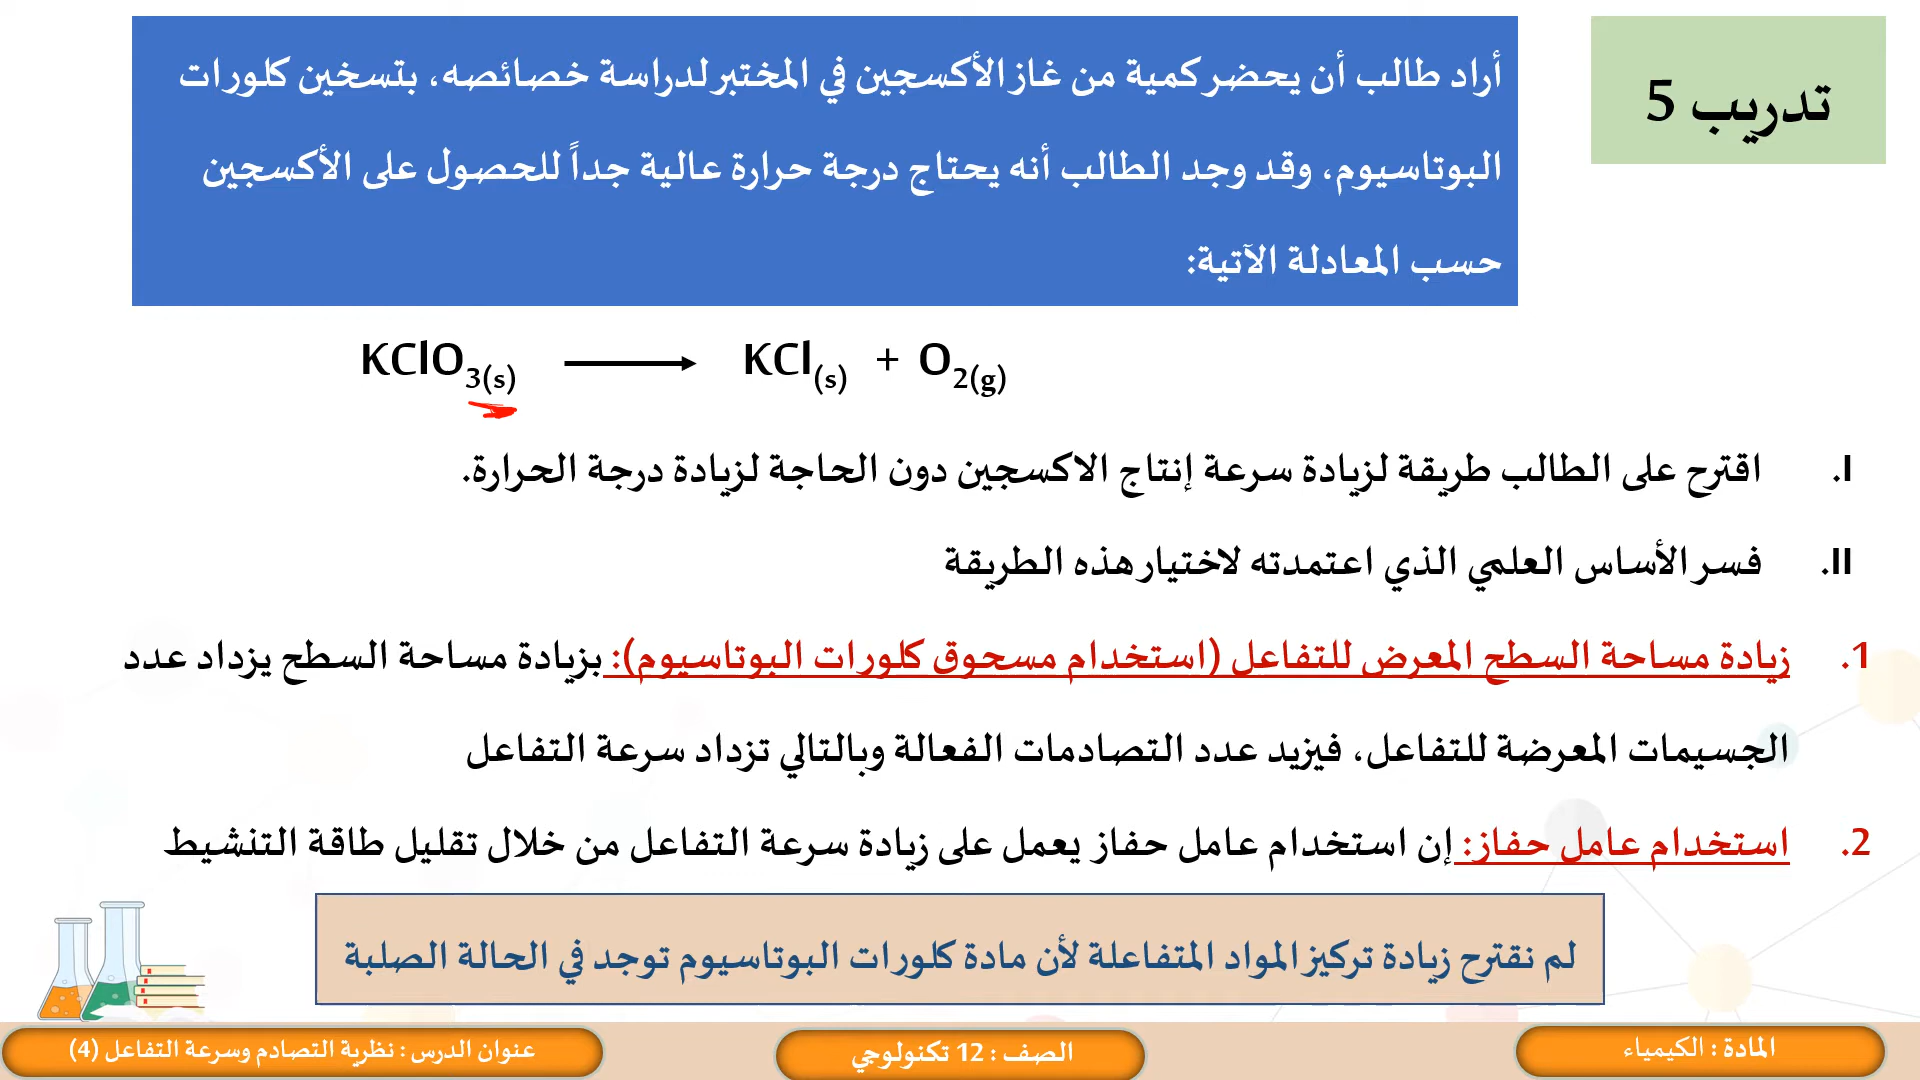 تدريب 5
أراد طالب أن يحضر كمية من غاز الأكسجين في المختبر لدراسة خصائصه، بتسخين كلورات
البوتاسيوم، وقد وجد الطالب أنه يحتاج درجة حرارة عالية جداً للحصول على الأكسجين
حسب المعادلة الآتية:
KClO3(s) ⟶ KCl(s) + O2(g)
I. اقترح على الطالب طريقة لزيادة سرعة إنتاج الاكسجين دون الحاجة لزيادة درجة الحرارة.
II. فسر الأساس العلمي الذي اعتمدته لاختيار هذه الطريقة
1. زيادة مساحة السطح المعرض للتفاعل (استخدام مسحوق كلورات البوتاسيوم): بزيادة مساحة السطح يزداد عدد
الجسيمات المعرضة للتفاعل، فيزيد عدد التصادمات الفعالة وبالتالي تزداد سرعة التفاعل
2. استخدام عامل حفاز: إن استخدام عامل حفاز يعمل على زيادة سرعة التفاعل من خلال تقليل طاقة التنشيط
لم نقترح زيادة تركيز المواد المتفاعلة لأن مادة كلورات البوتاسيوم توجد في الحالة الصلبة
المادة : الكيمياء
الصف : 12 تكنولوجي
عنوان الدرس : نظرية التصادم وسرعة التفاعل (4)